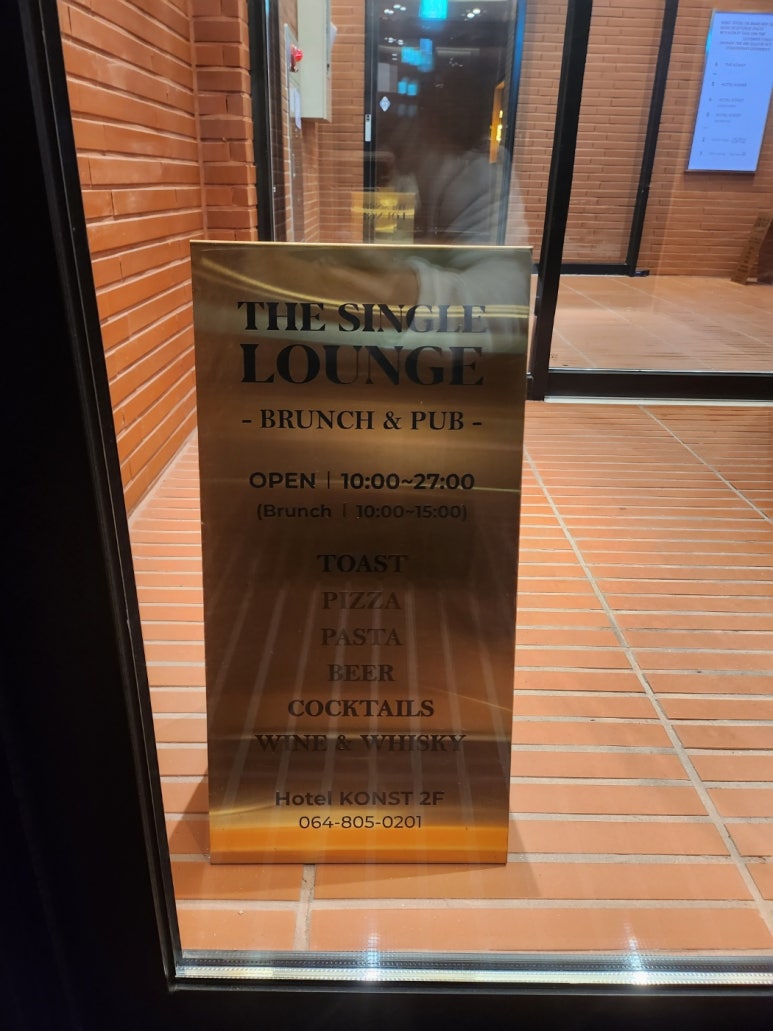 THE SINGLE
LOUNGE
- BRUNCH & PUB -
OPEN | 10:00~27:00
(Brunch | 10:00~15:00)
TOAST
PIZZA
PASTA
BEER
COCKTAILS
WINE & WHISKY
Hotel KONST 2F
064-805-0201